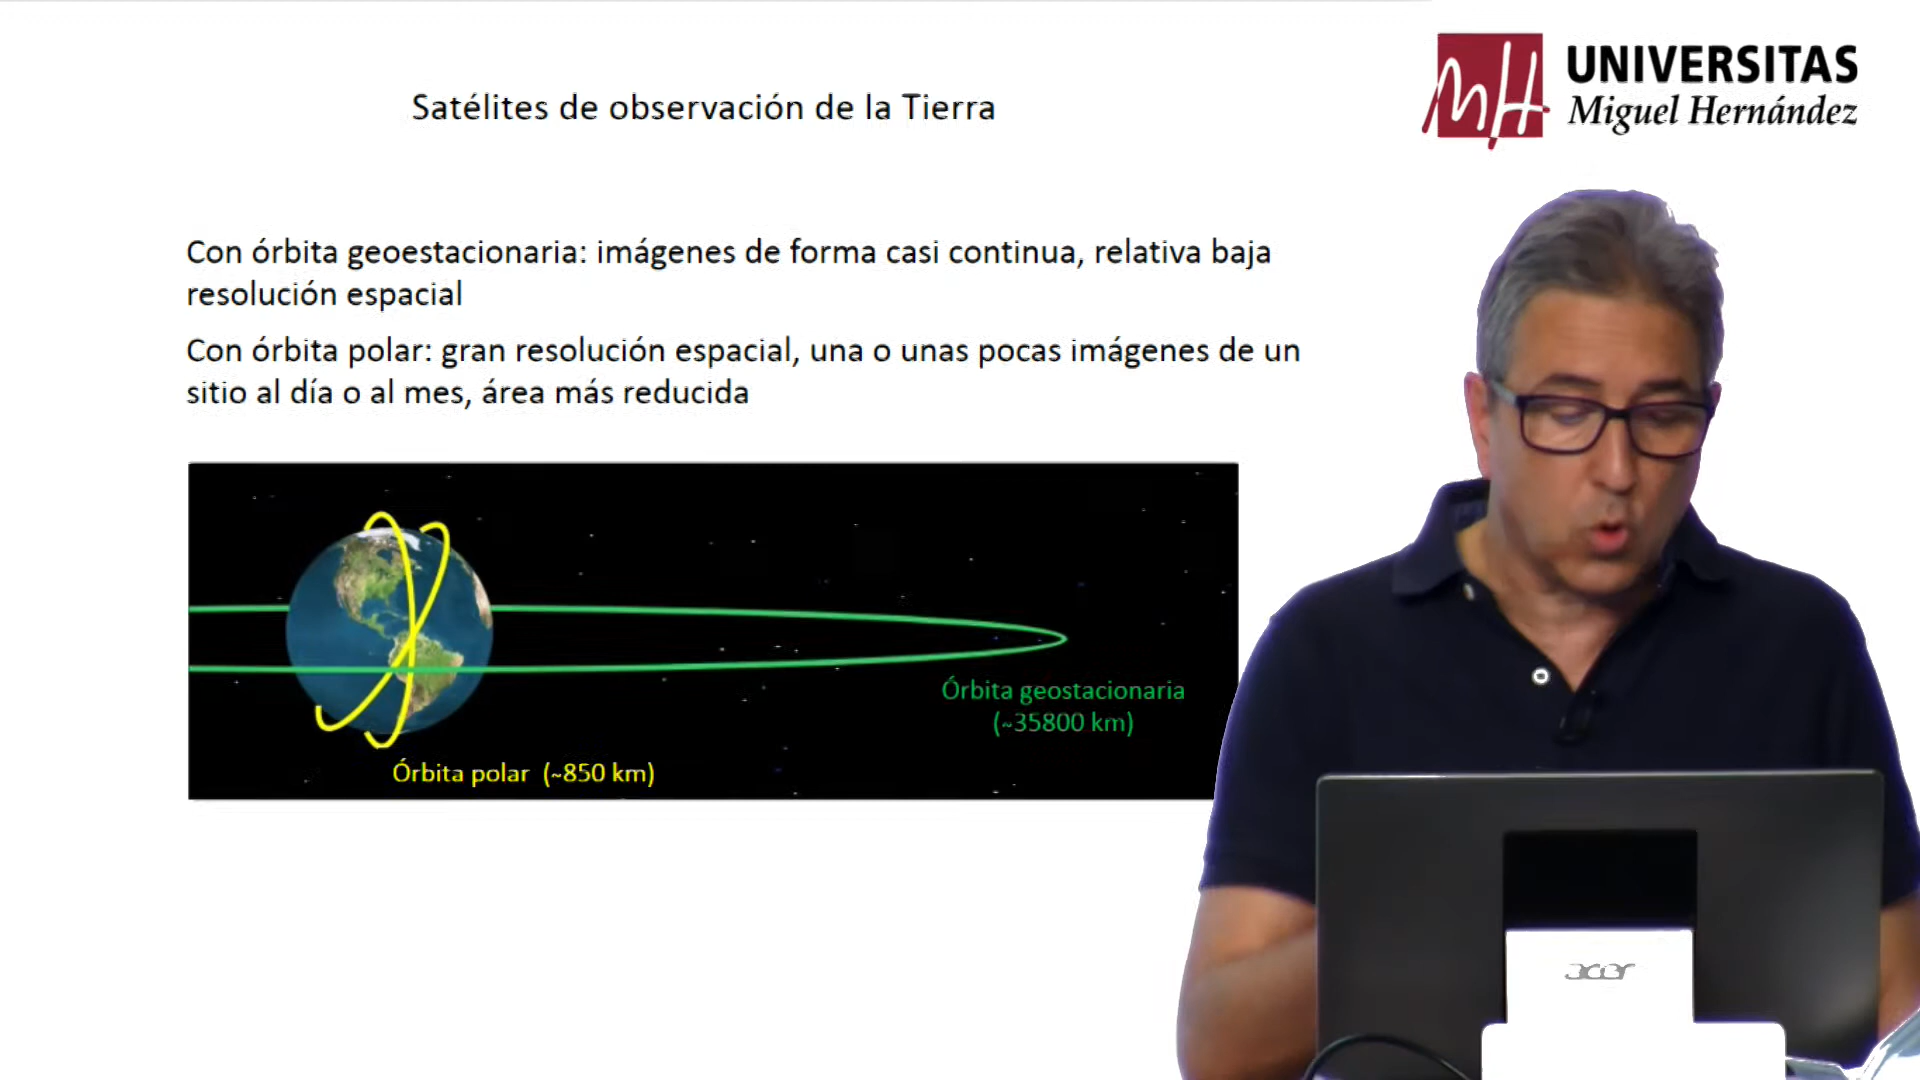 Satélites de observación de la Tierra
UNIVERSITAS
Miguel Hernández
Con órbita geoestacionaria: imágenes de forma casi continua, relativa baja
resolución espacial
Con órbita polar: gran resolución espacial, una o unas pocas imágenes de un
sitio al día o al mes, área más reducida
Órbita geostacionaria
(~35800 km)
Órbita polar (~850 km)
acer